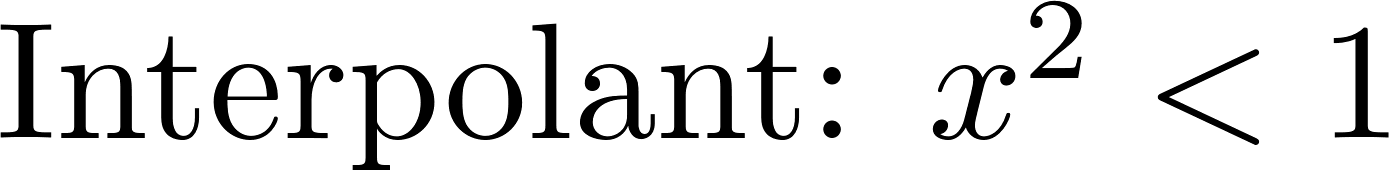 Interpolant: x² < 1